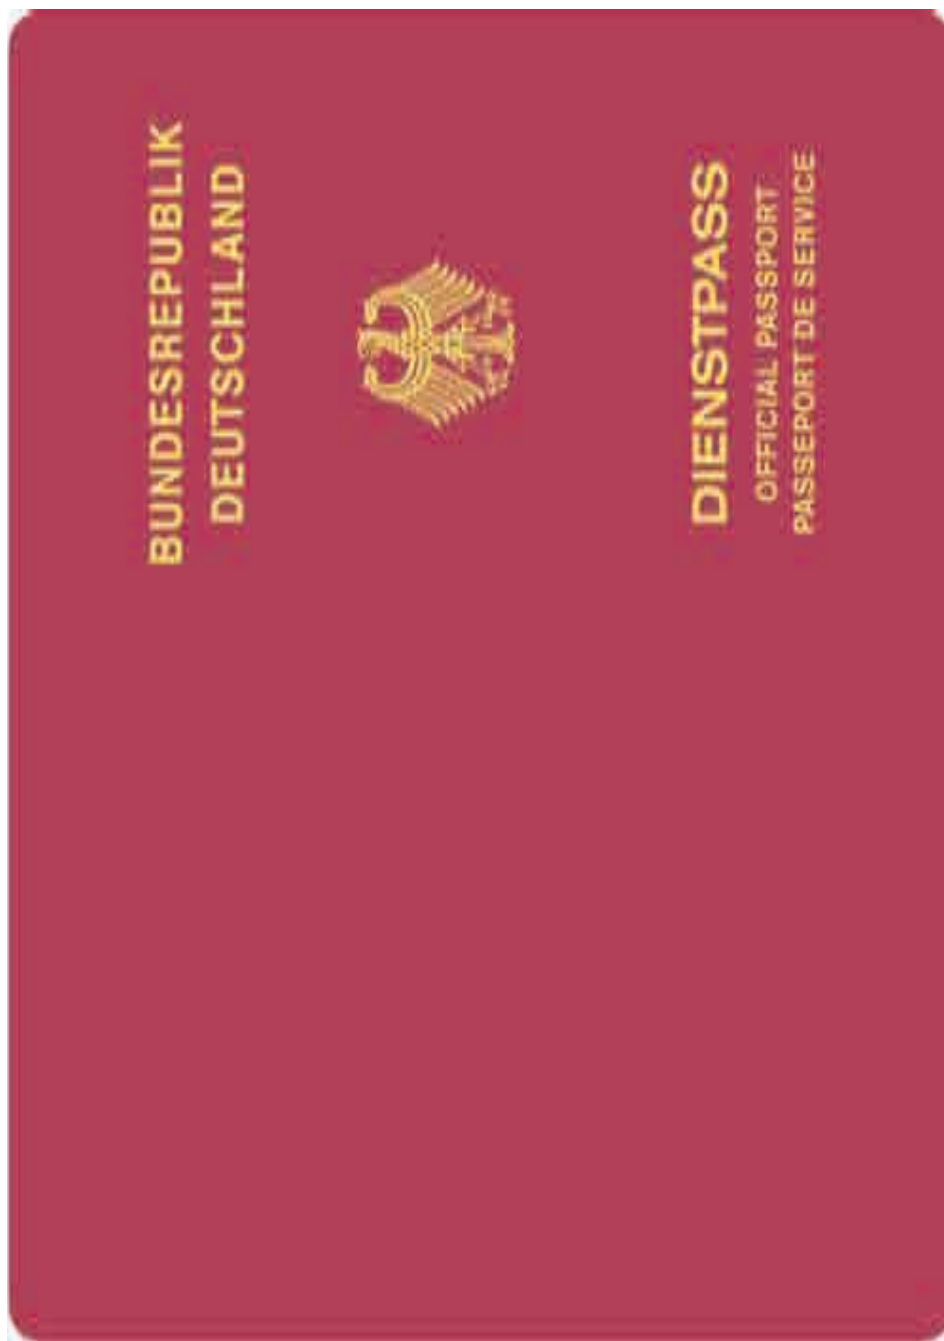 BUNDESREPUBLIK
DEUTSCHLAND
DIENSTPASS
OFFICIAL PASSPORT
PASSEPORT DE SERVICE